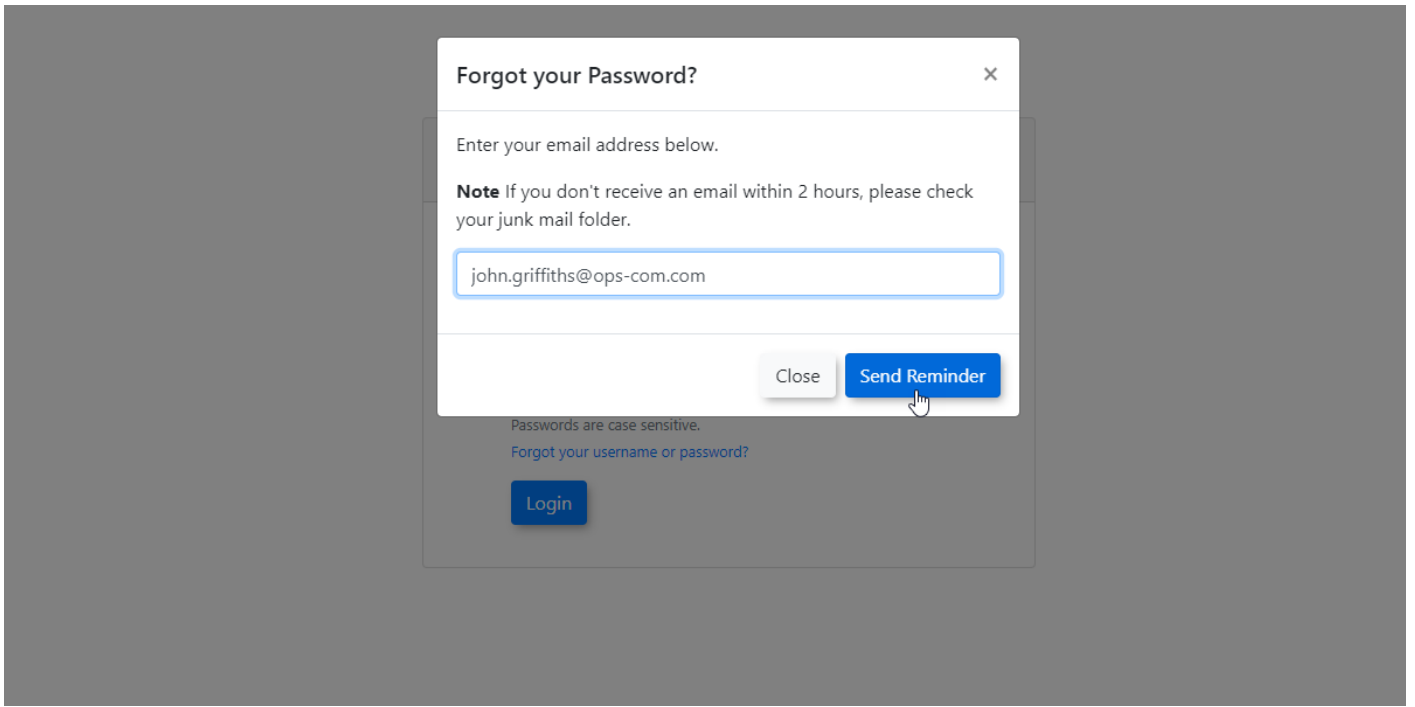 Forgot your Password?
×
Enter your email address below.
Note If you don't receive an email within 2 hours, please check
your junk mail folder.
john.griffiths@ops-com.com
Close
Send Reminder
Passwords are case sensitive.
Forgot your username or password?
Login